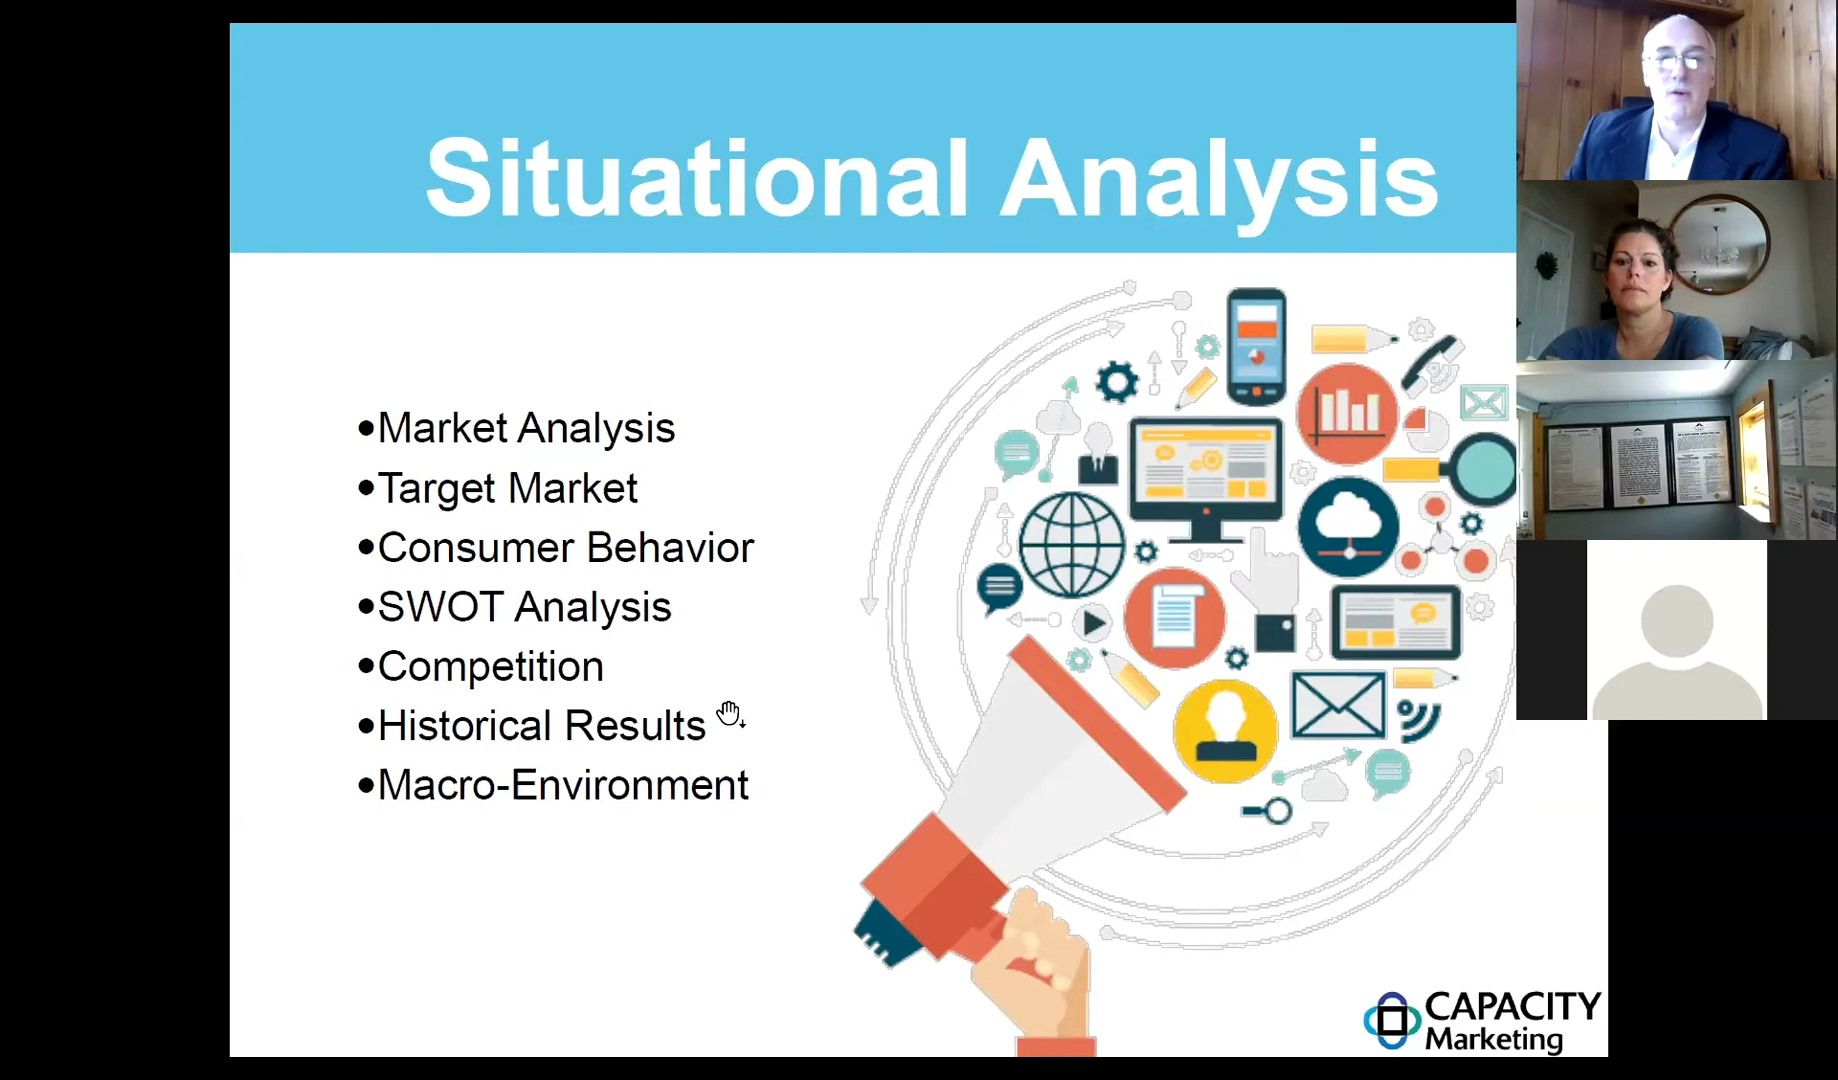 Situational Analysis
•Market Analysis
•Target Market
•Consumer Behavior
•SWOT Analysis
•Competition
•Historical Results
•Macro-Environment
CAPACITY
Marketing